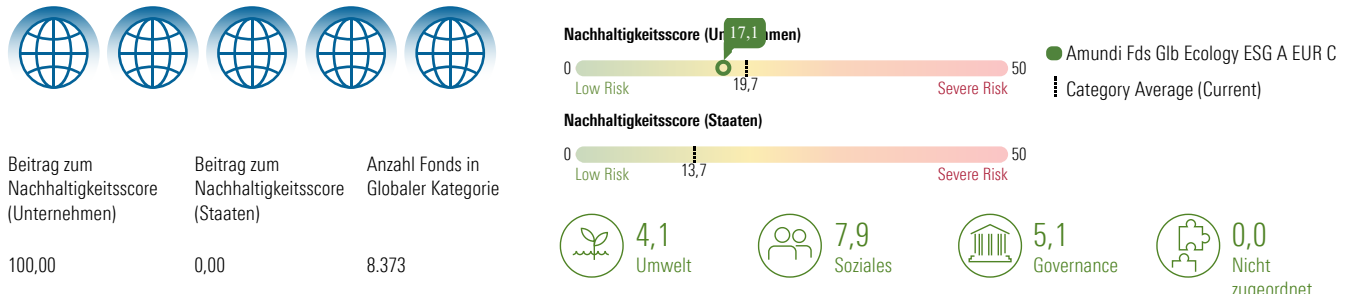 Beitrag zum
Nachhaltigkeitsscore
(Unternehmen)
Beitrag zum
Nachhaltigkeitsscore
(Staaten)
Anzahl Fonds in
Globaler Kategorie
100,00
0,00
8.373
Nachhaltigkeitsscore (Un men)
17,1
0
50
Low Risk
19,7
Severe Risk
Nachhaltigkeitsscore (Staaten)
0
50
Low Risk
13,7
Severe Risk
Amundi Fds Glb Ecology ESG A EUR C
Category Average (Current)
4,1
Umwelt
7,9
Soziales
5,1
Governance
0,0
Nicht
zugeordnet